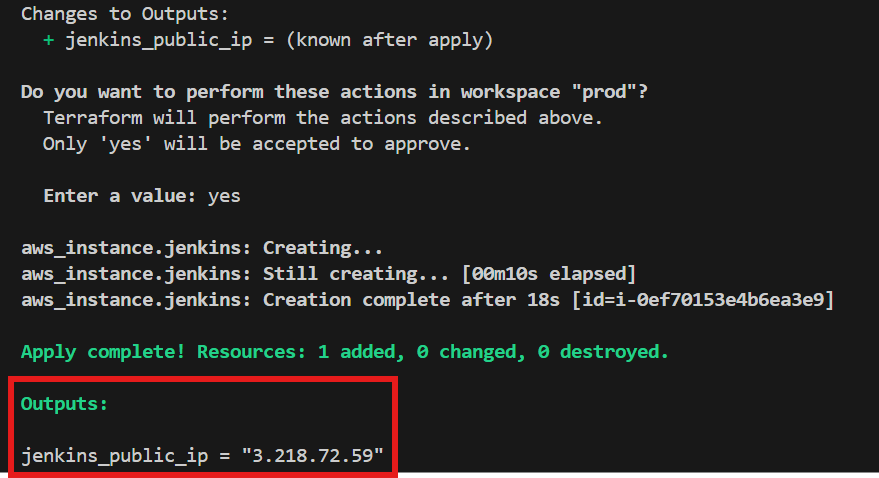 Changes to Outputs:
+ jenkins_public_ip = (known after apply)
Do you want to perform these actions in workspace "prod"?
Terraform will perform the actions described above.
Only 'yes' will be accepted to approve.
Enter a value: yes
aws_instance.jenkins: Creating...
aws_instance.jenkins: Still creating... [00m10s elapsed]
aws_instance.jenkins: Creation complete after 18s [id=i-0ef70153e4b6ea3e9]
Apply complete! Resources: 1 added, 0 changed, 0 destroyed.
Outputs:
jenkins_public_ip = "3.218.72.59"